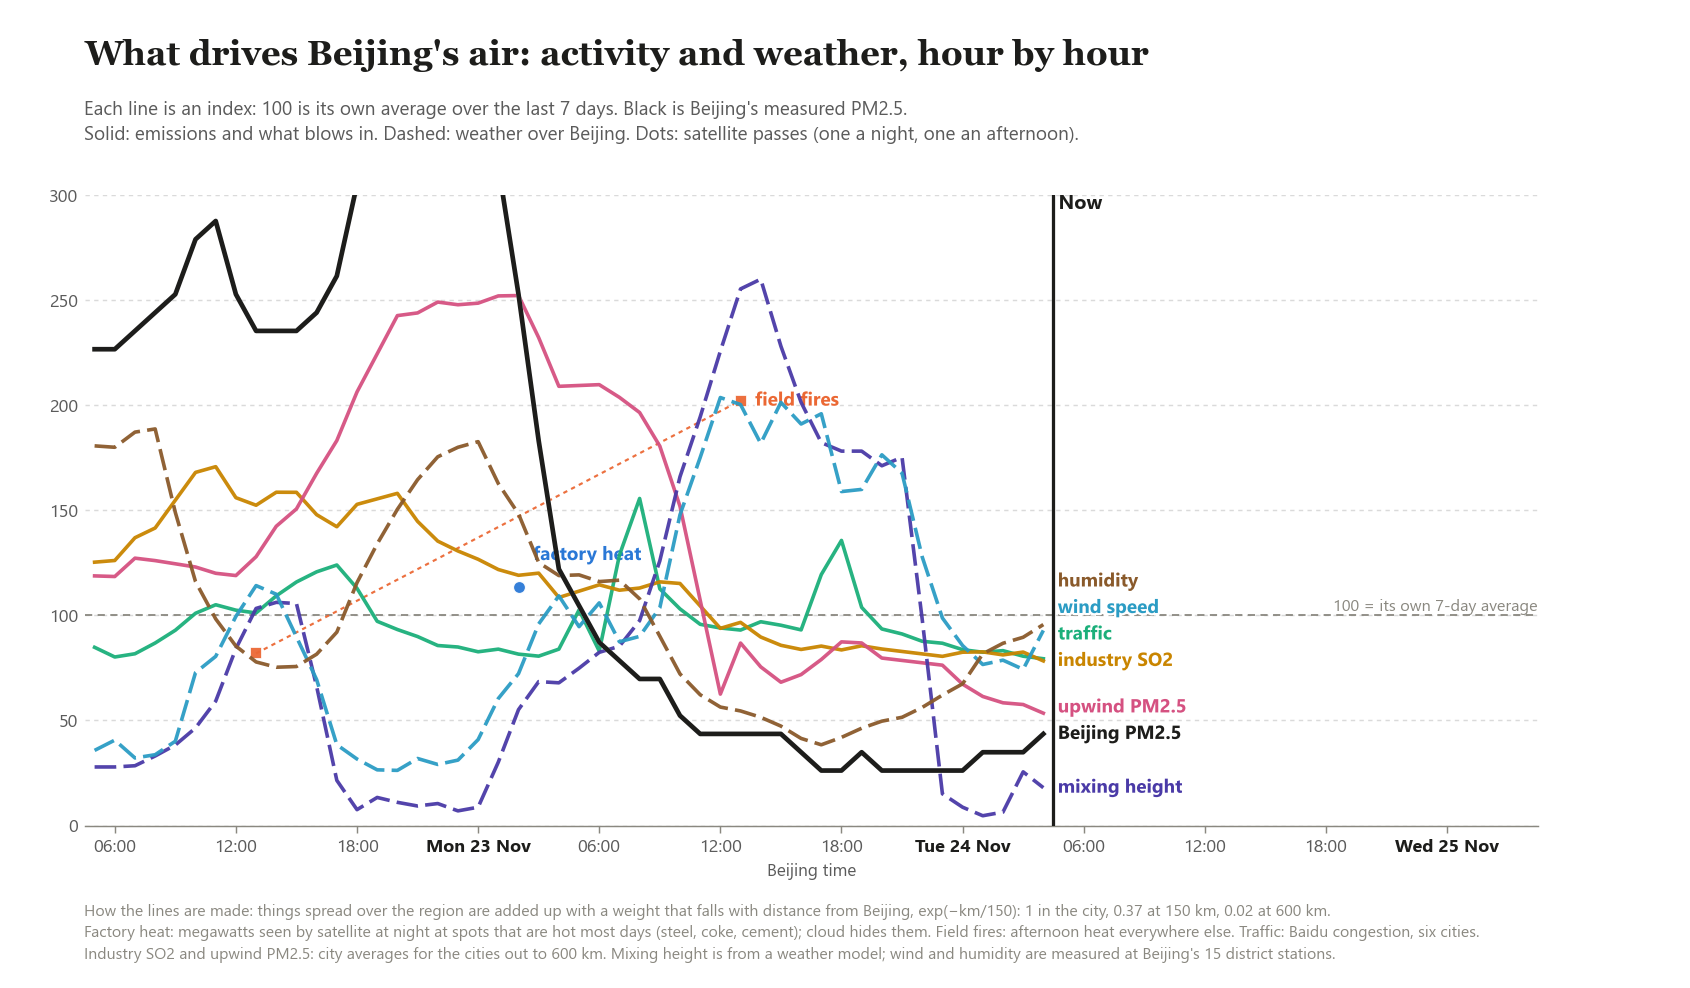 What drives Beijing's air: activity and weather, hour by hour
Each line is an index: 100 is its own average over the last 7 days. Black is Beijing's measured PM2.5.
Solid: emissions and what blows in. Dashed: weather over Beijing. Dots: satellite passes (one a night, one an afternoon).
300
Now
250
200
field fires
150
factory heat
humidity
wind speed
100 = its own 7-day average
100
traffic
industry SO2
upwind PM2.5
50
Beijing PM2.5
mixing height
0
06:00 12:00 18:00 Mon 23 Nov 06:00 12:00 18:00 Tue 24 Nov 06:00 12:00 18:00 Wed 25 Nov
Beijing time
How the lines are made: things spread over the region are added up with a weight that falls with distance from Beijing, exp(−km/150): 1 in the city, 0.37 at 150 km, 0.02 at 600 km.
Factory heat: megawatts seen by satellite at night at spots that are hot most days (steel, coke, cement); cloud hides them. Field fires: afternoon heat everywhere else. Traffic: Baidu congestion, six cities.
Industry SO2 and upwind PM2.5: city averages for the cities out to 600 km. Mixing height is from a weather model; wind and humidity are measured at Beijing's 15 district stations.